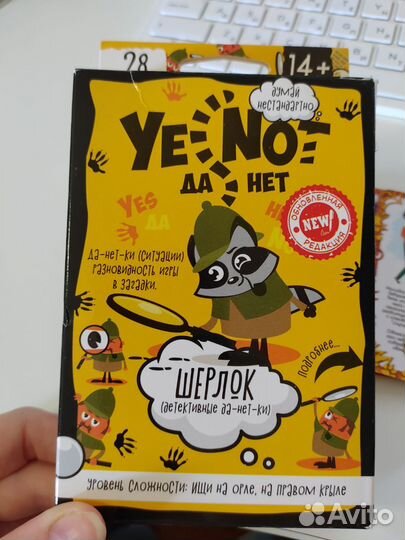 28
14+
думай
нестандартно
YENOT
ДА НЕТ
YES
ДА
ОБНОВЛЕННАЯ
NEW!
РЕДАКЦИЯ
ДА-НЕТ-КИ (СИТУАЦИИ)
РАЗНОВИДНОСТЬ ИГРЫ
В ЗАГАДКИ.
ПОДРОБНЕЕ...
ШЕРЛОК
(ДЕТЕКТИВНЫЕ ДА-НЕТ-КИ)
УРОВЕНЬ СЛОЖНОСТИ: ИЩИ НА ОРЛЕ, НА ПРАВОМ КРЫЛЕ
Avito